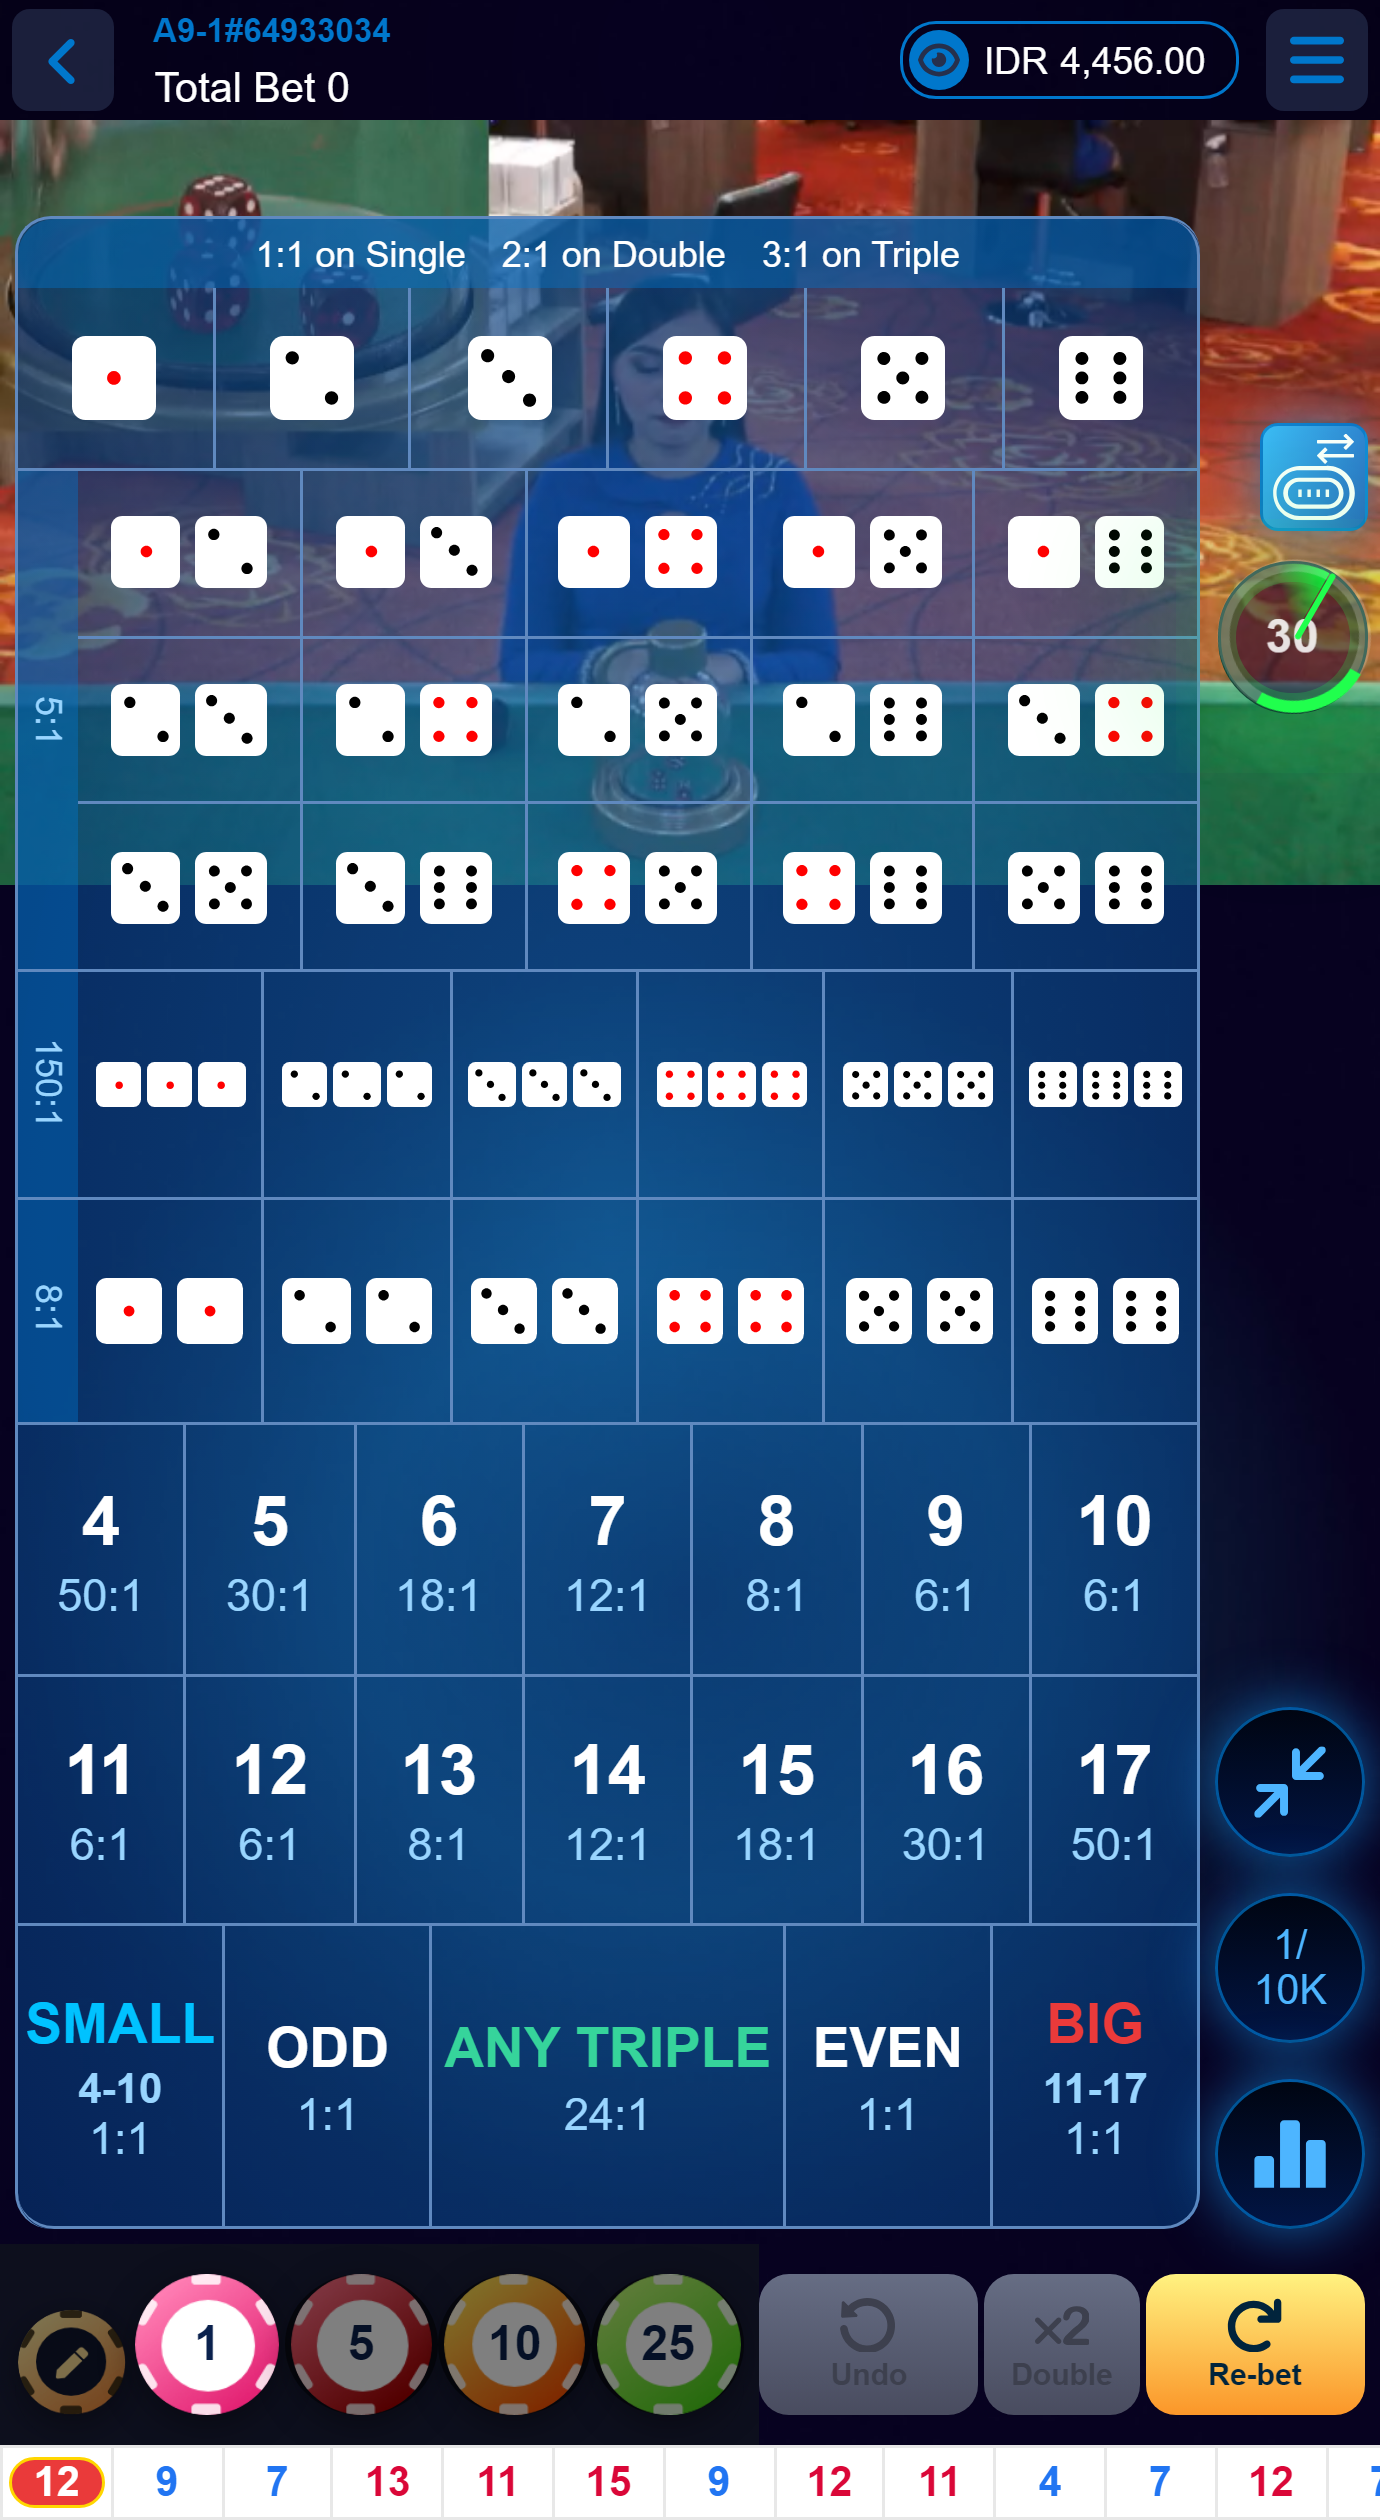 A9-1#64933034
Total Bet 0
IDR 4,456.00
1:1 on Single 2:1 on Double 3:1 on Triple
30
5:1
150:1
8:1
4 5 6 7 8 9 10
50:1 30:1 18:1 12:1 8:1 6:1 6:1
11 12 13 14 15 16 17
6:1 6:1 8:1 12:1 18:1 30:1 50:1
1/
10K
SMALL
4-10
1:1
ODD
1:1
ANY TRIPLE
24:1
EVEN
1:1
BIG
11-17
1:1
1 5 10 25
Undo
x2
Double
Re-bet
12 9 7 13 11 15 9 12 11 4 7 12